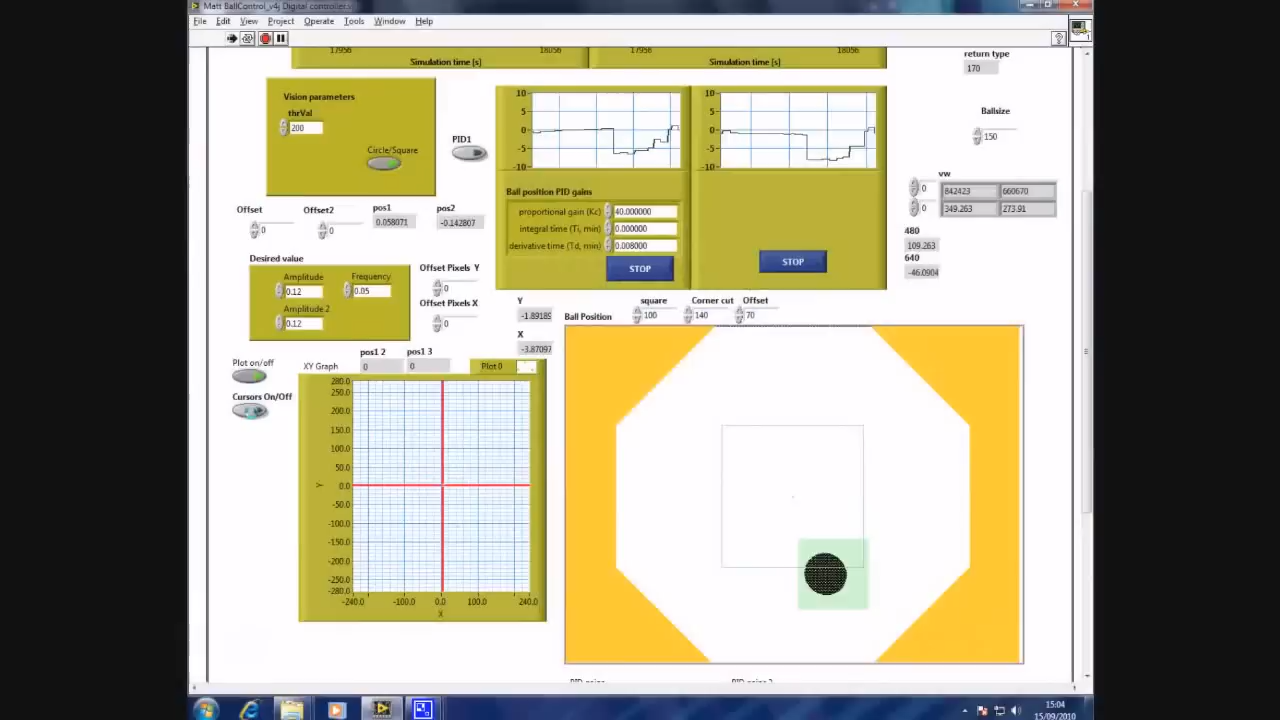 Matt BallControl_v4j Digital controller.vi
File Edit View Project Operate Tools Window Help
17956 18056 17956 18056
Simulation time [s] Simulation time [s]
return type
170
Vision parameters
thrVal
200
Circle/Square
PID1
10 10
5 5
0 0
-5 -5
-10 -10
Ballsize
150
Ball position PID gains
proportional gain (Kc) 40.000000
integral time (Ti, min) 0.000000
derivative time (Td, min) 0.008000
STOP
STOP
vw
0 842423 660670
0 349.263 273.91
480
109.263
640
-46.0904
Offset Offset2 pos1 pos2
0 0 0.058071 -0.142807
Desired value
Amplitude Frequency
0.12 0.05
Amplitude 2
0.12
Offset Pixels Y
0
Offset Pixels X
0
Y
-1.89189
X
-3.87097
square Corner cut Offset
Ball Position 100 140 70
Plot on/off
Cursors On/Off
pos1 2 pos1 3
XY Graph 0 0 Plot 0
280.0
250.0
200.0
150.0
100.0
50.0
Y 0.0
-50.0
-100.0
-150.0
-200.0
-250.0
-280.0
-240.0 -100.0 0.0 100.0 240.0
X
15:04
15/09/2010